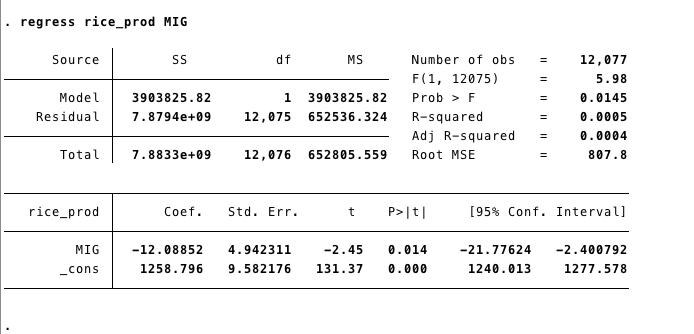 . regress rice_prod MIG
Source SS df MS Number of obs = 12,077
F(1, 12075) = 5.98
Model 3903825.82 1 3903825.82 Prob > F = 0.0145
Residual 7.8794e+09 12,075 652536.324 R-squared = 0.0005
Adj R-squared = 0.0004
Total 7.8833e+09 12,076 652805.559 Root MSE = 807.8
rice_prod Coef. Std. Err. t P>|t| [95% Conf. Interval]
MIG −12.08852 4.942311 −2.45 0.014 −21.77624 −2.400792
_cons 1258.796 9.582176 131.37 0.000 1240.013 1277.578
.